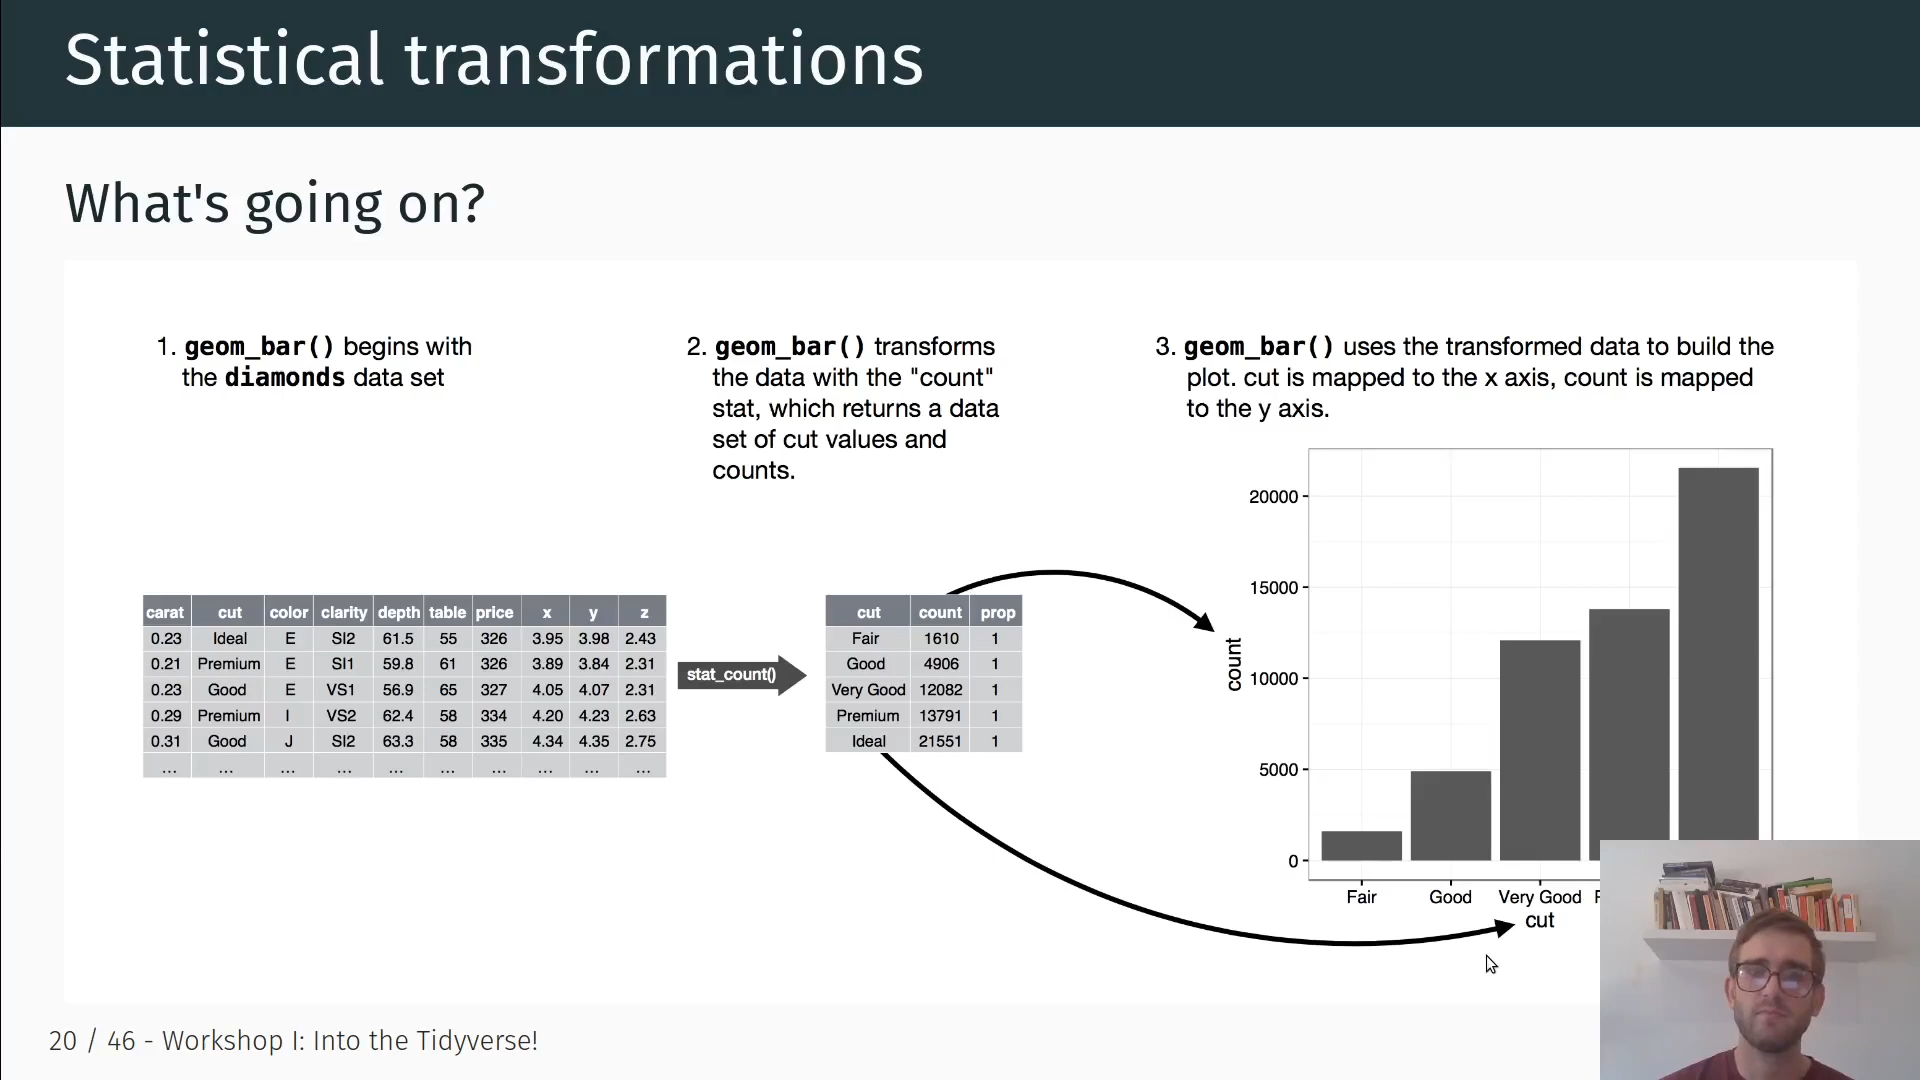 Statistical transformations
What's going on?
1. geom_bar() begins with
the diamonds data set
2. geom_bar() transforms
the data with the "count"
stat, which returns a data
set of cut values and
counts.
3. geom_bar() uses the transformed data to build the
plot. cut is mapped to the x axis, count is mapped
to the y axis.
carat cut color clarity depth table price x y z
0.23 Ideal E SI2 61.5 55 326 3.95 3.98 2.43
0.21 Premium E SI1 59.8 61 326 3.89 3.84 2.31
0.23 Good E VS1 56.9 65 327 4.05 4.07 2.31
0.29 Premium I VS2 62.4 58 334 4.20 4.23 2.63
0.31 Good J SI2 63.3 58 335 4.34 4.35 2.75
... ... ... ... ... ... ... ... ... ...
stat_count()
cut count prop
Fair 1610 1
Good 4906 1
Very Good 12082 1
Premium 13791 1
Ideal 21551 1
count
20000
15000
10000
5000
0
Fair Good Very Good
cut
20 / 46 - Workshop I: Into the Tidyverse!